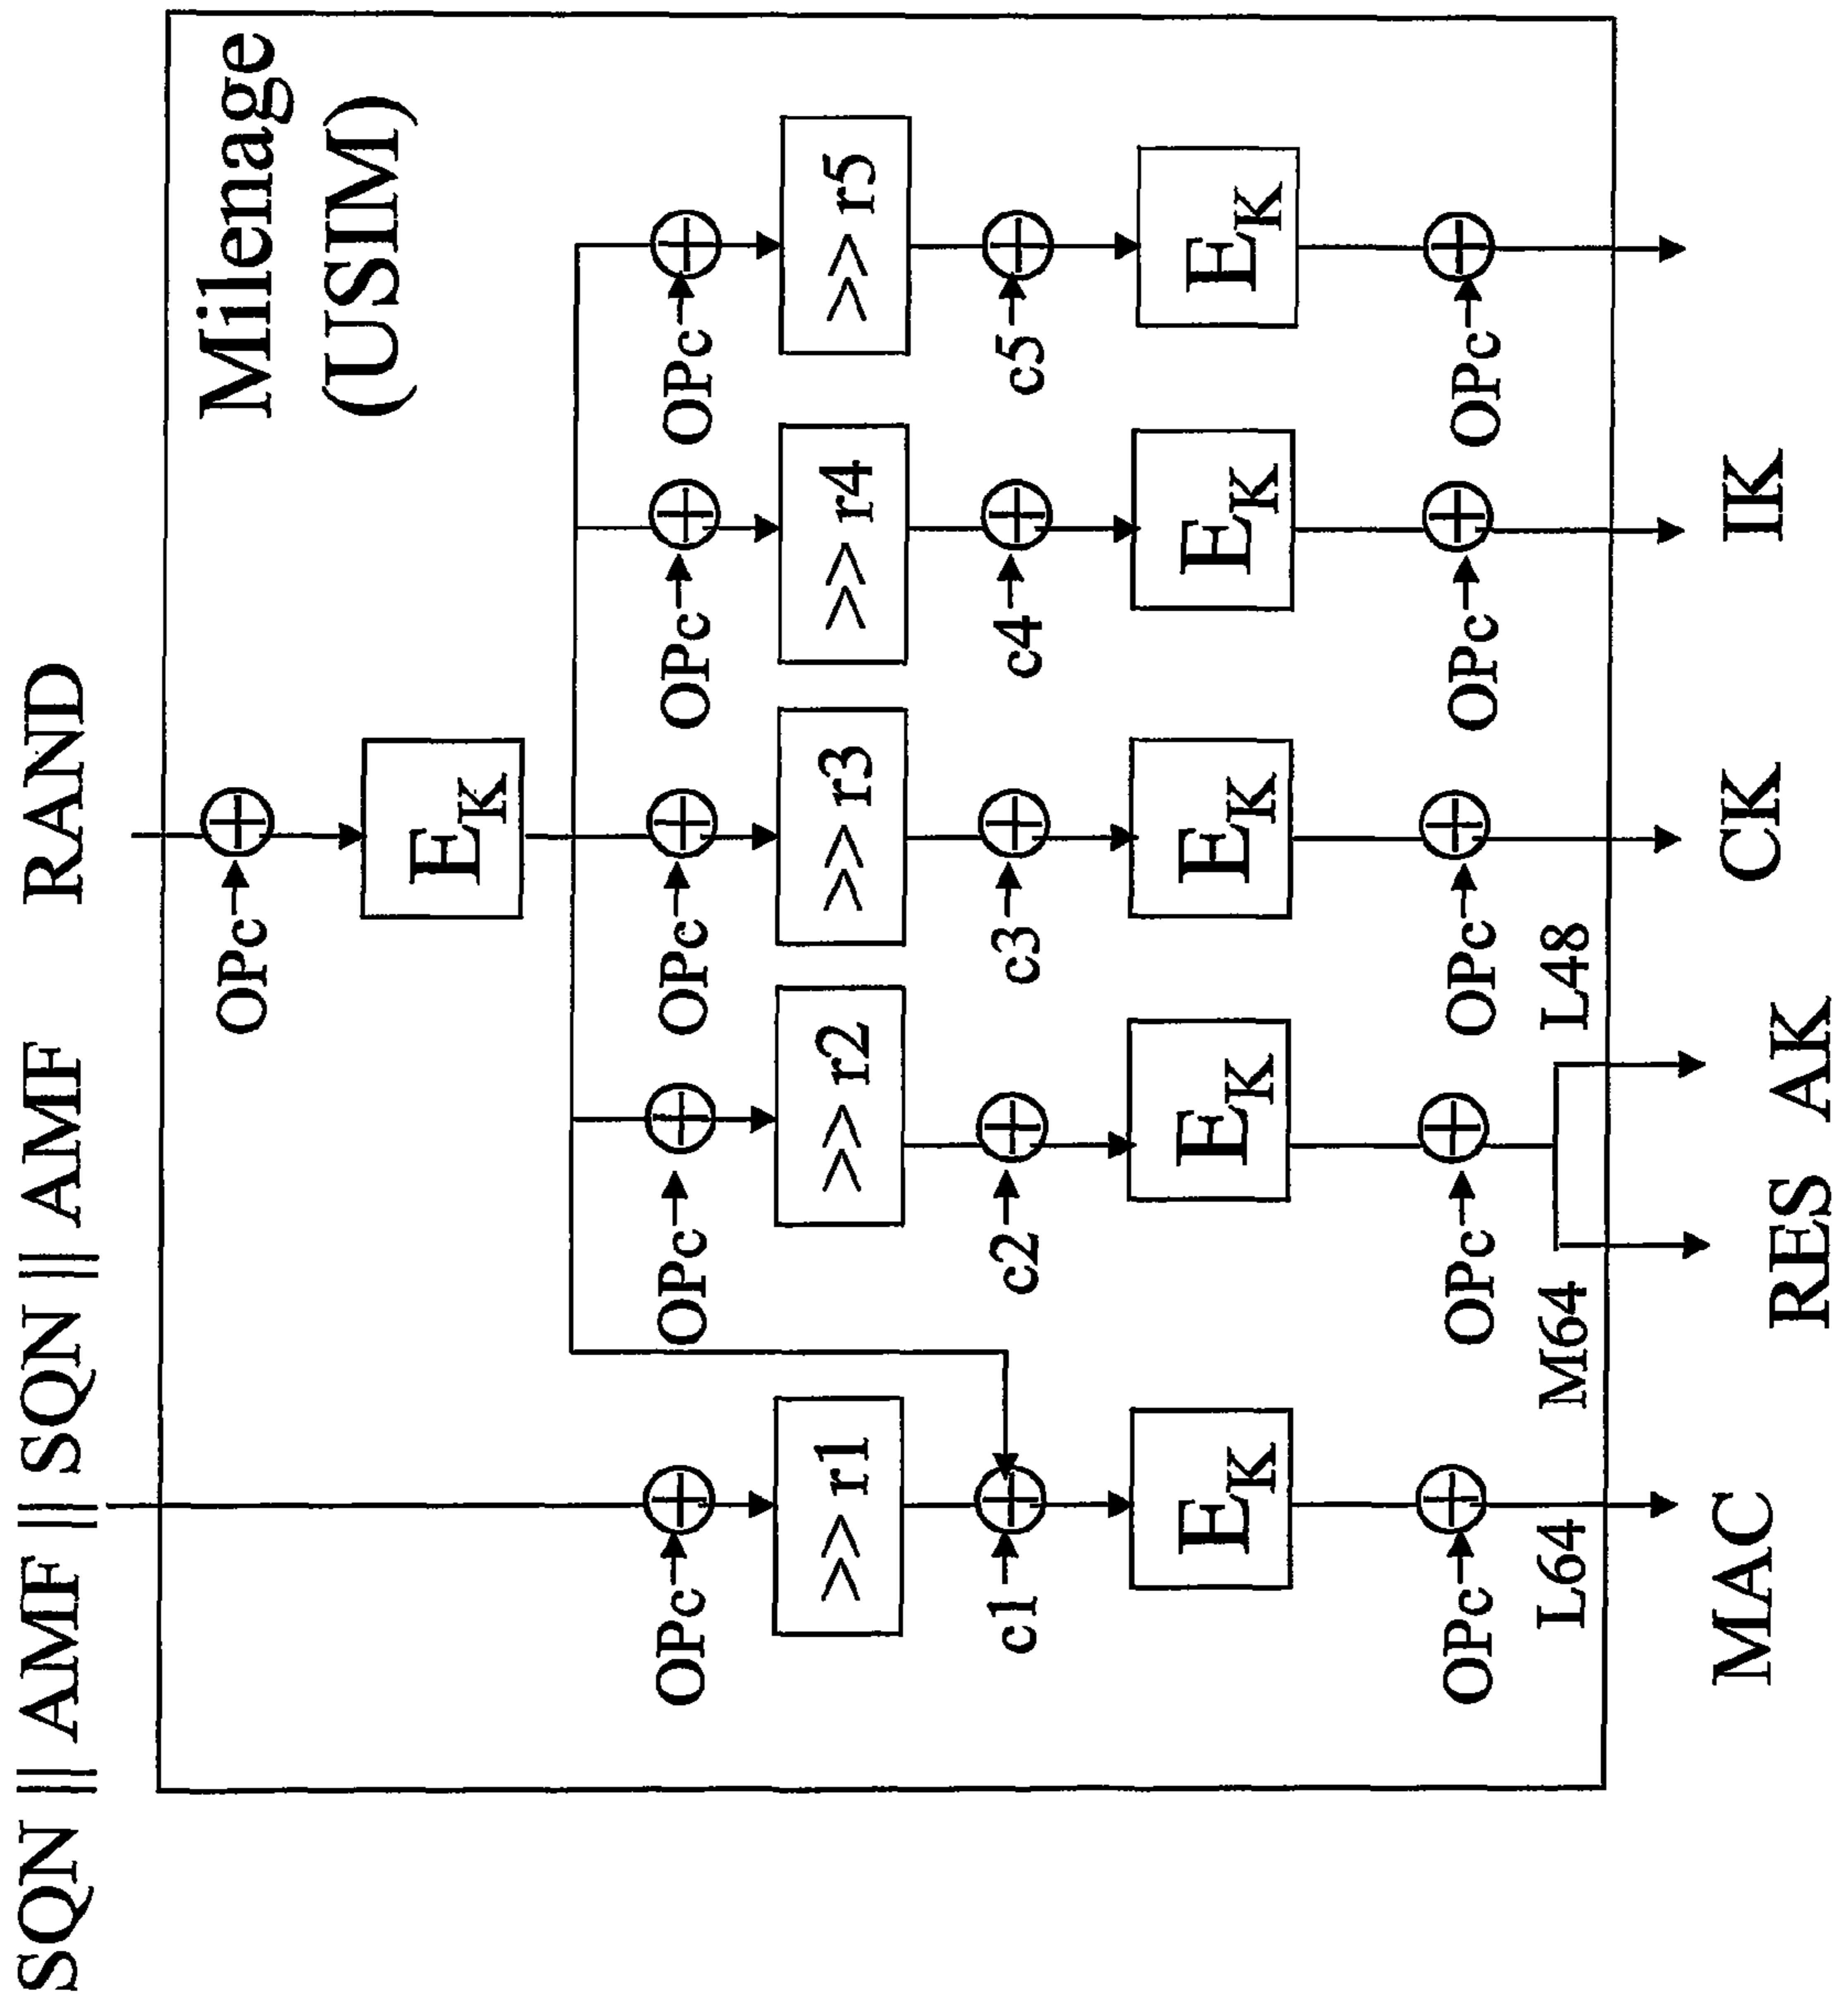 SQN || AMF || SQN || AMF RAND
Milenage
(USIM)
OPc
E_K
OPc OPc OPc OPc OPc
>> r1 >> r2 >> r3 >> r4 >> r5
c1 c2 c3 c4 c5
E_K E_K E_K E_K E_K
OPc OPc OPc OPc OPc
L64 M64 L48
MAC RES AK CK IK